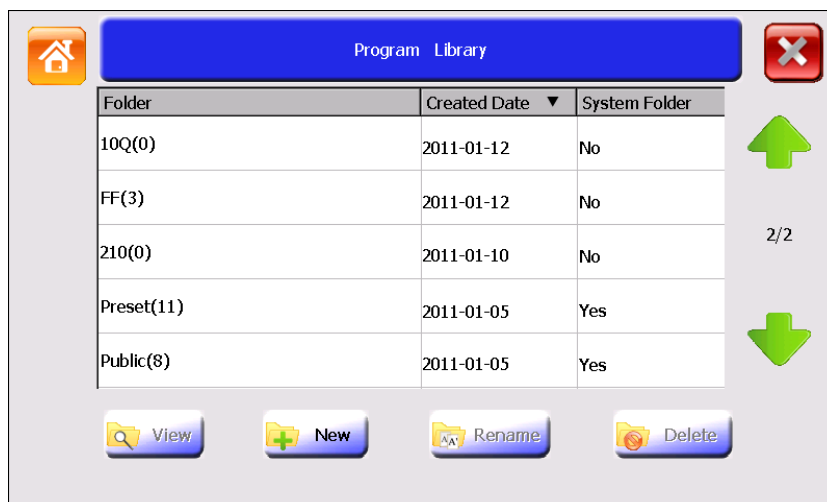 Program Library
Folder Created Date ▼ System Folder
10Q(0) 2011-01-12 No
FF(3) 2011-01-12 No
2/2
210(0) 2011-01-10 No
Preset(11) 2011-01-05 Yes
Public(8) 2011-01-05 Yes
View New AA Rename Delete